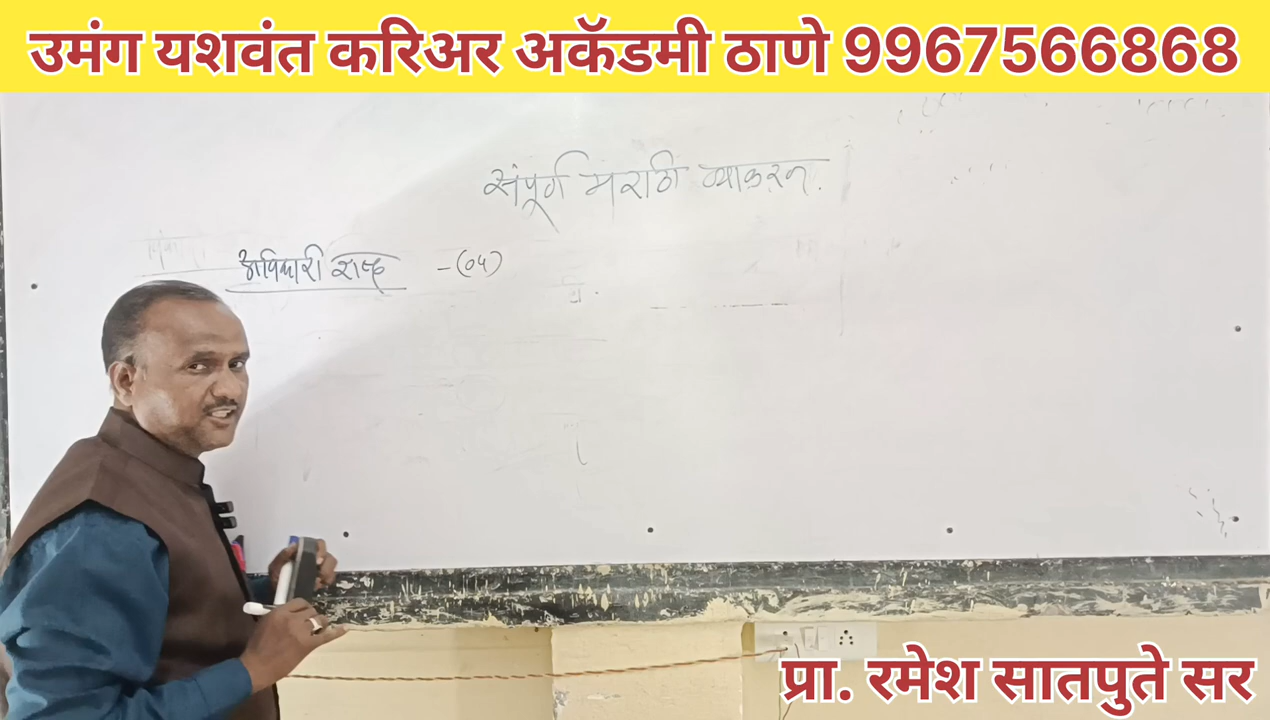 उमंग यशवंत करिअर अकॅडमी ठाणे 9967566868
संपूर्ण मराठी व्याकरण.
अविकारी शब्द - (०५)
प्रा. रमेश सातपुते सर